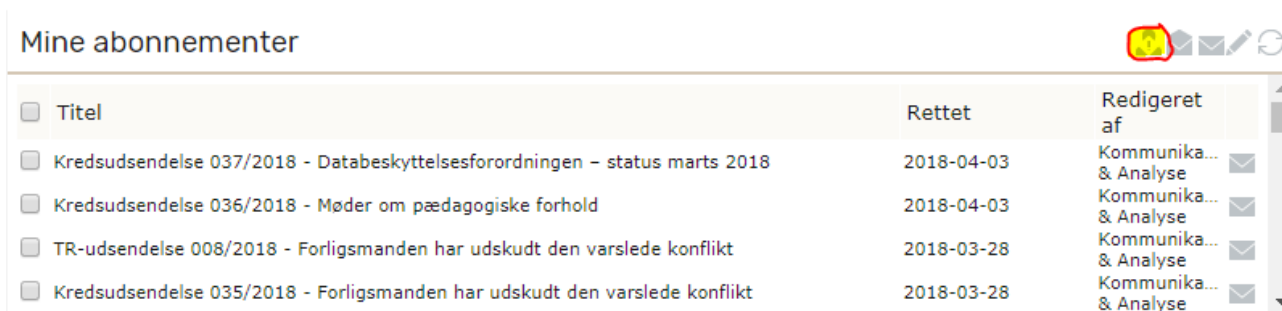 Mine abonnementer
Titel Rettet Redigeret af
Kredsudsendelse 037/2018 - Databeskyttelsesforordningen – status marts 2018 2018-04-03 Kommunika... & Analyse
Kredsudsendelse 036/2018 - Møder om pædagogiske forhold 2018-04-03 Kommunika... & Analyse
TR-udsendelse 008/2018 - Forligsmanden har udskudt den varslede konflikt 2018-03-28 Kommunika... & Analyse
Kredsudsendelse 035/2018 - Forligsmanden har udskudt den varslede konflikt 2018-03-28 Kommunika... & Analyse